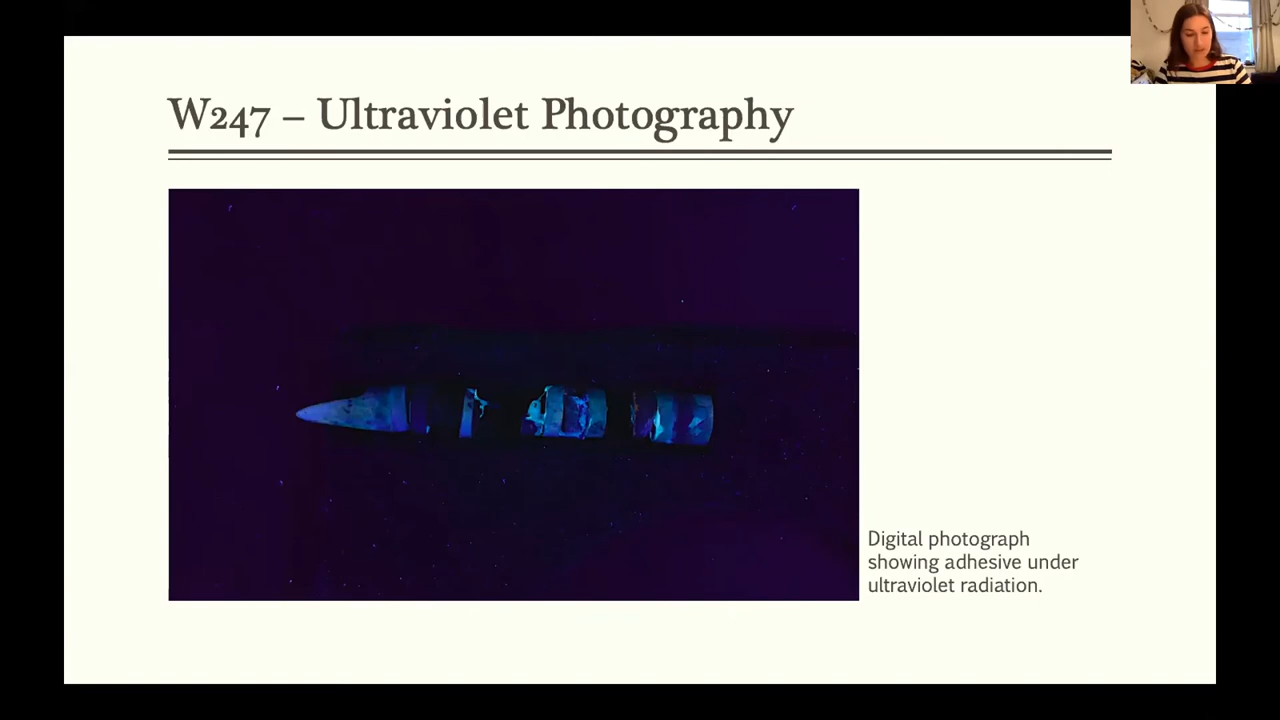 W247 – Ultraviolet Photography
Digital photograph
showing adhesive under
ultraviolet radiation.